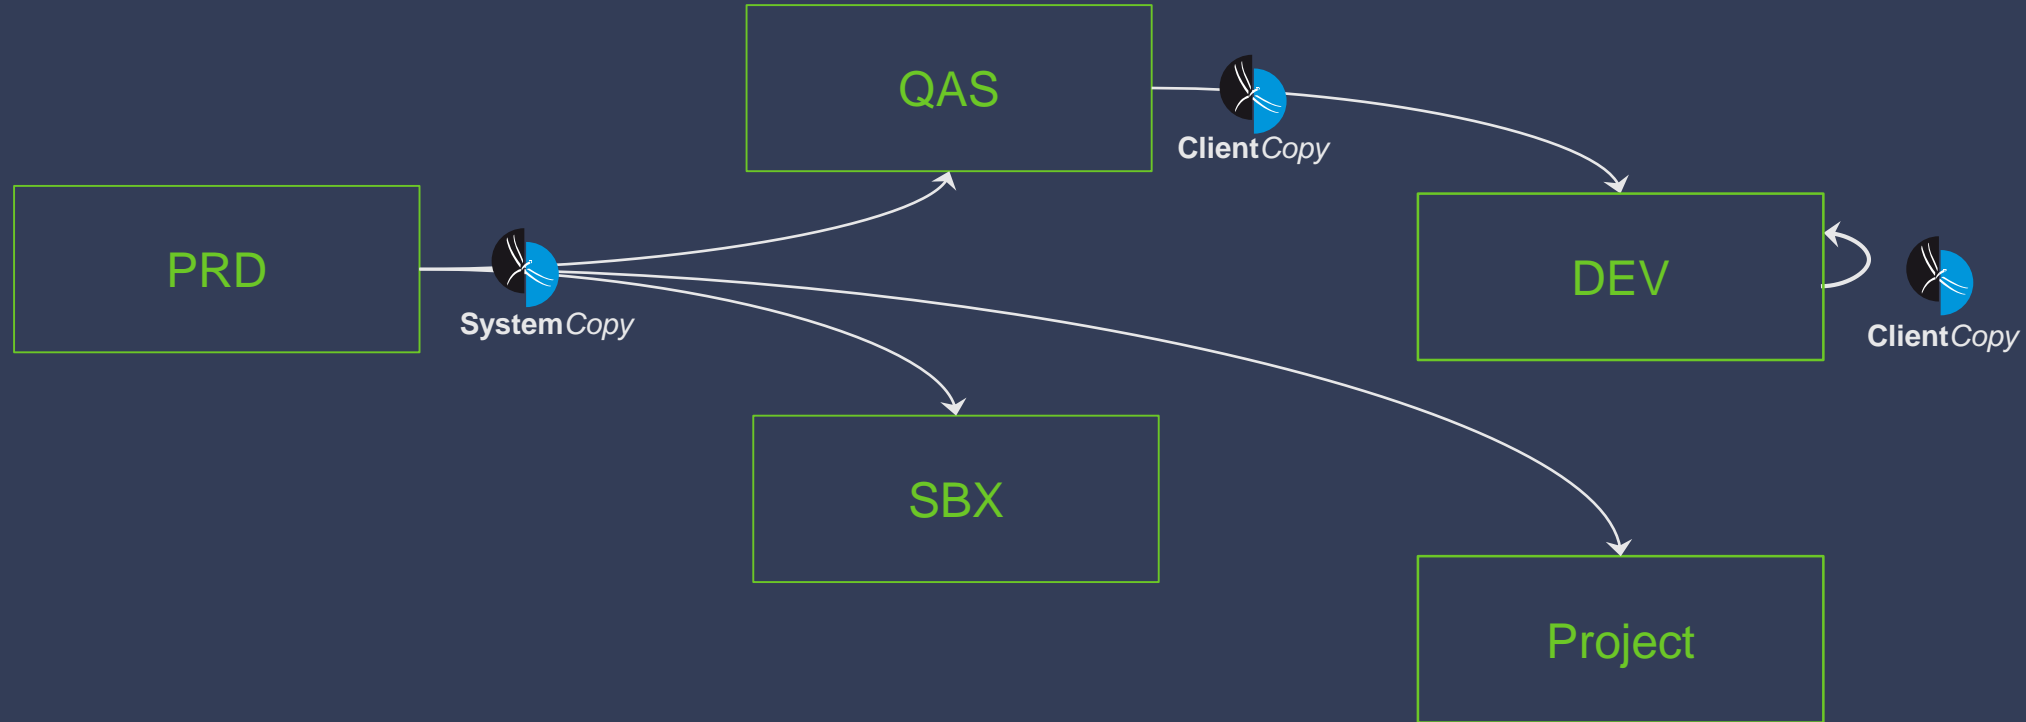 QAS
ClientCopy
PRD
SystemCopy
DEV
ClientCopy
SBX
Project